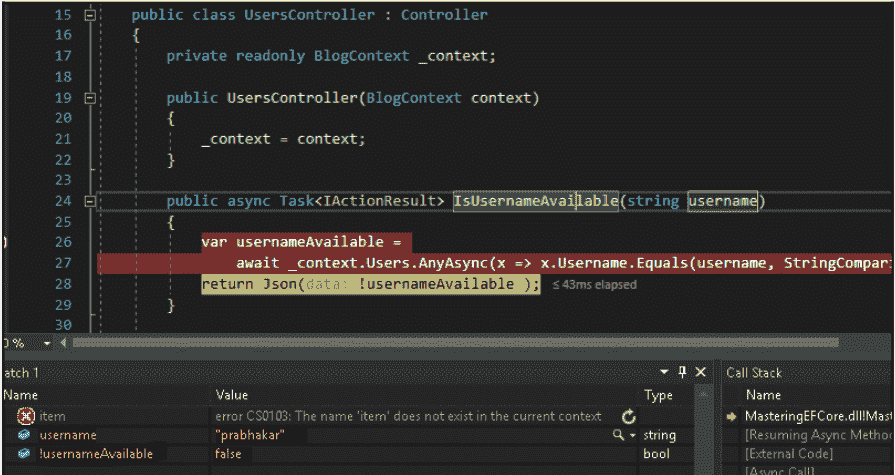 15 public class UsersController : Controller
16 {
17 private readonly BlogContext _context;
18
19 public UsersController(BlogContext context)
20 {
21 _context = context;
22 }
23
24 public async Task<IActionResult> IsUsernameAvailable(string username)
25 {
26 var usernameAvailable =
27 await _context.Users.AnyAsync(x => x.Username.Equals(username, StringCompari
28 return Json(data: !usernameAvailable ); ≤ 43ms elapsed
29 }
30
0 %
atch 1 Call Stack
Name Value Type Name
item error CS0103: The name 'item' does not exist in the current context MasteringEFCore.dll!Mast
username "prabhakar" string [Resuming Async Method
!usernameAvailable false bool [External Code]
[Async Call]